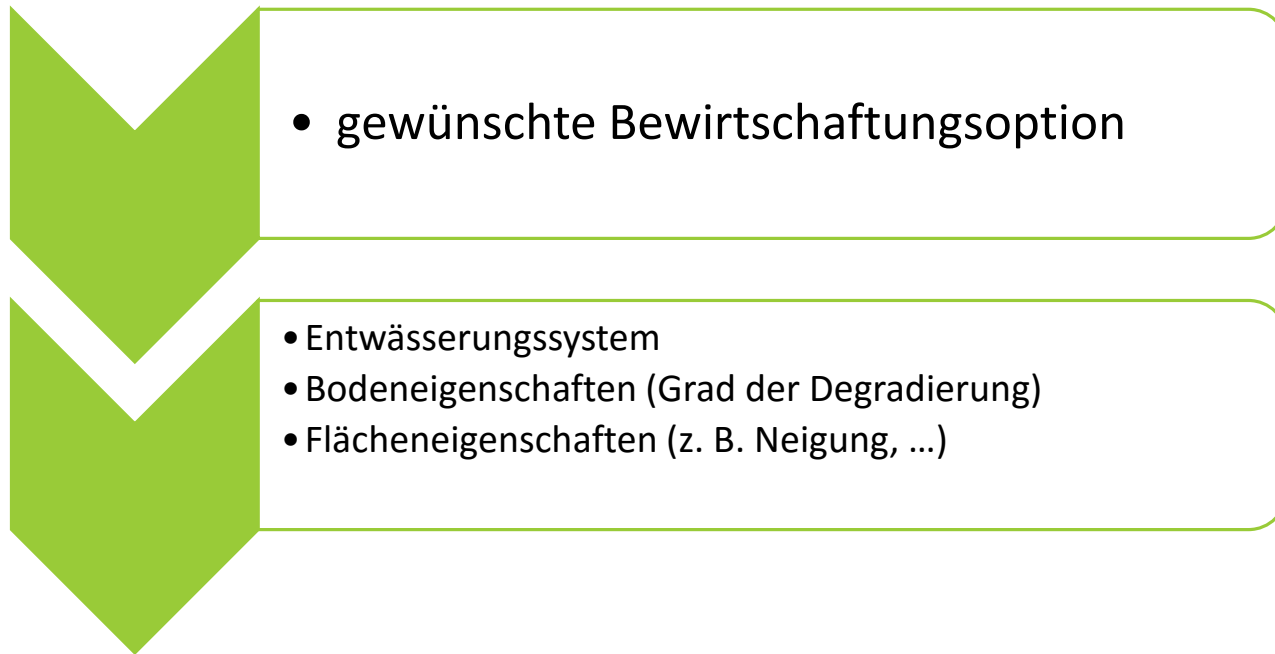 • gewünschte Bewirtschaftungsoption
• Entwässerungssystem
• Bodeneigenschaften (Grad der Degradierung)
• Flächeneigenschaften (z. B. Neigung, …)